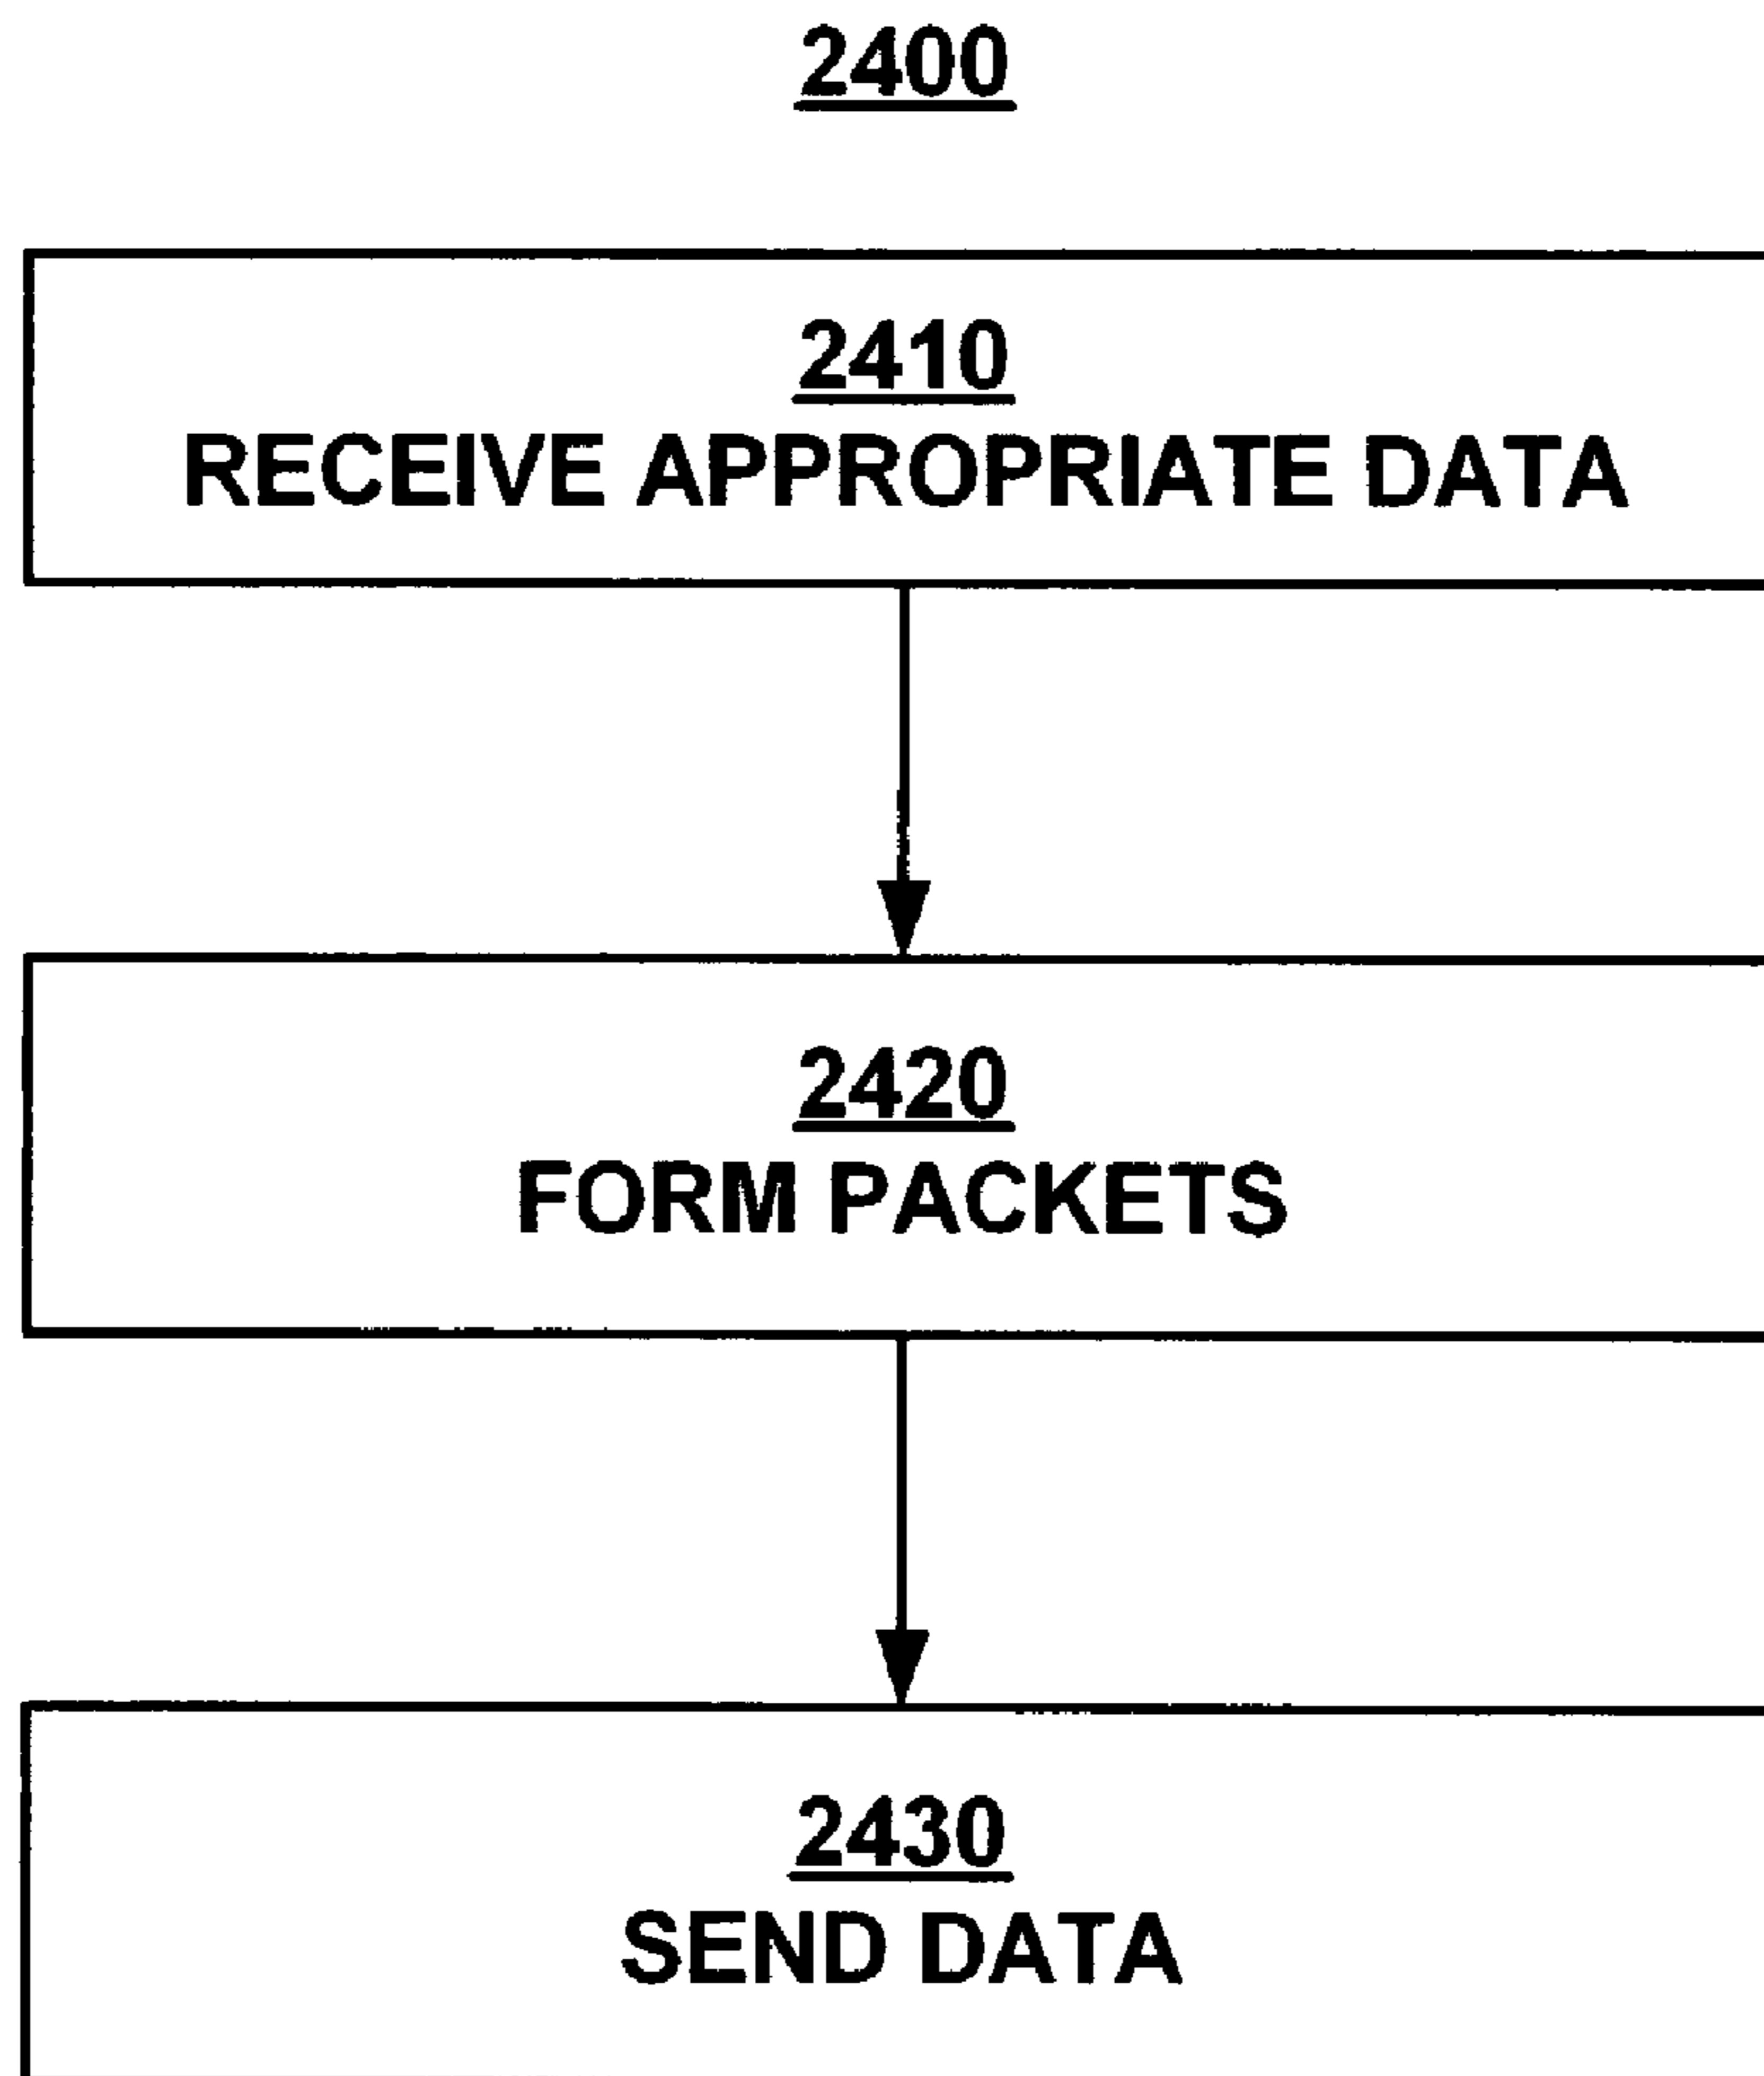 2400
2410
RECEIVE APPROPRIATE DATA
2420
FORM PACKETS
2430
SEND DATA